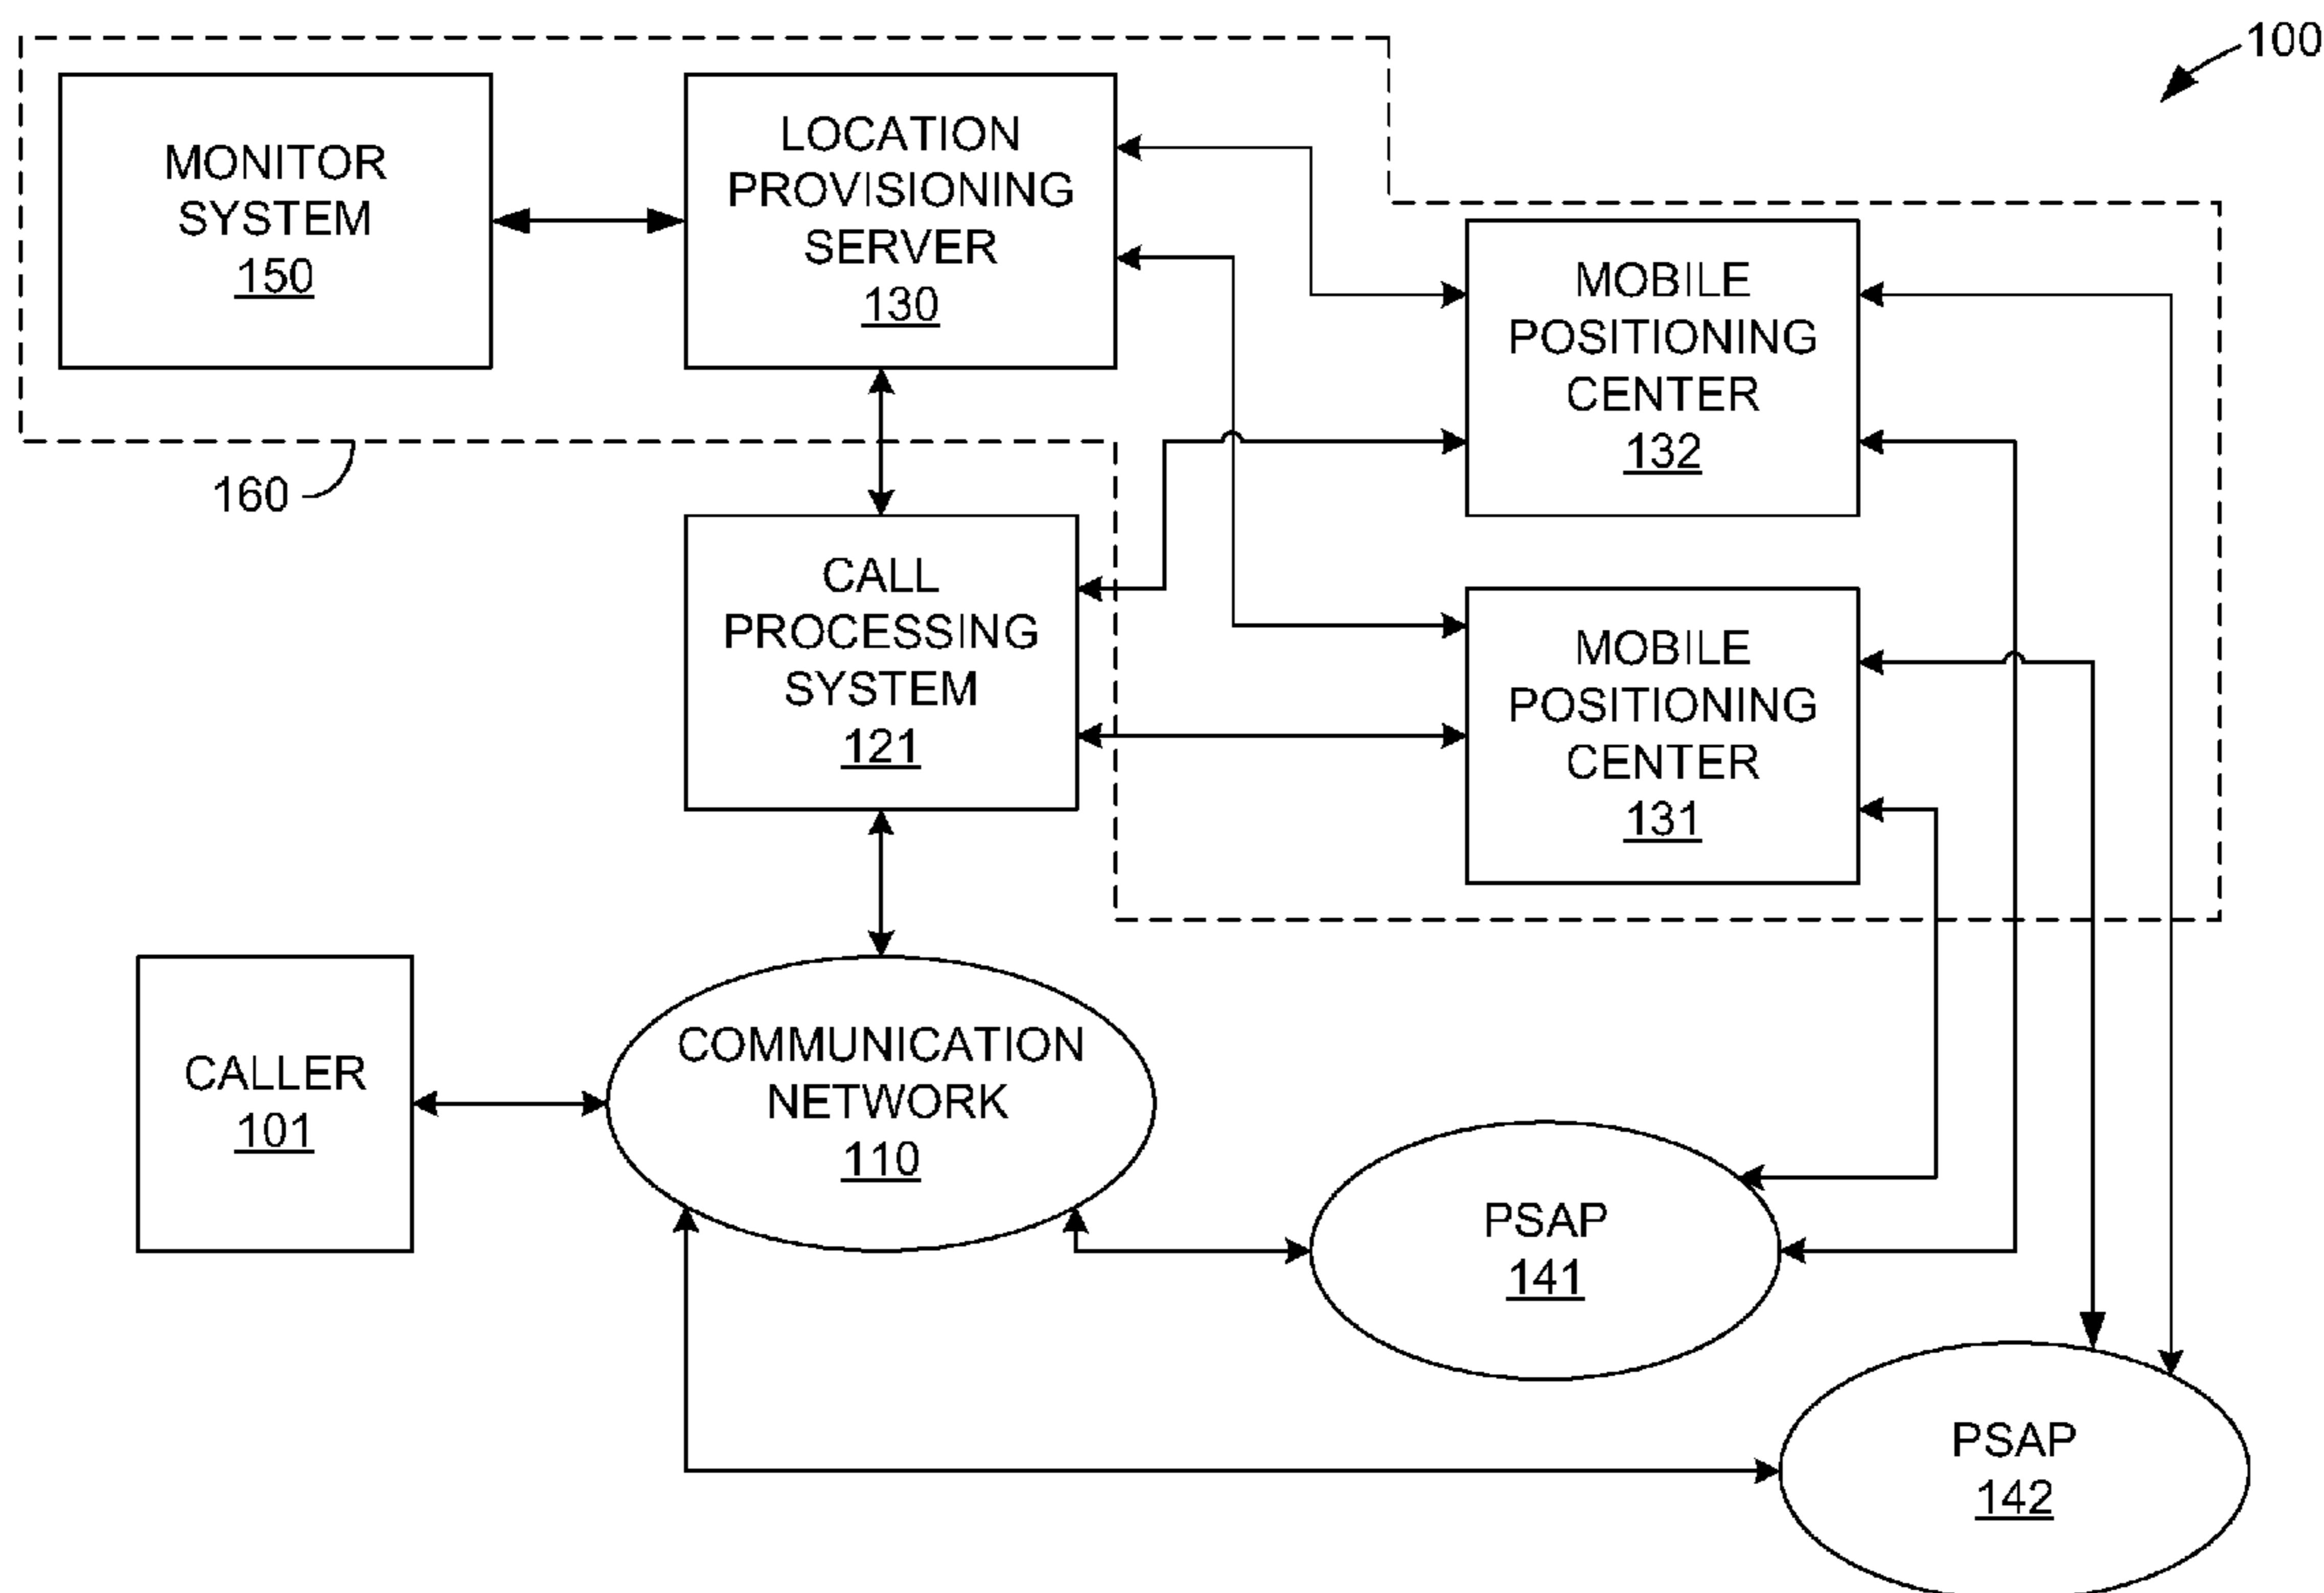 100
MONITOR
SYSTEM
150
LOCATION
PROVISIONING
SERVER
130
MOBILE
POSITIONING
CENTER
132
160
CALL
PROCESSING
SYSTEM
121
MOBILE
POSITIONING
CENTER
131
CALLER
101
COMMUNICATION
NETWORK
110
PSAP
141
PSAP
142